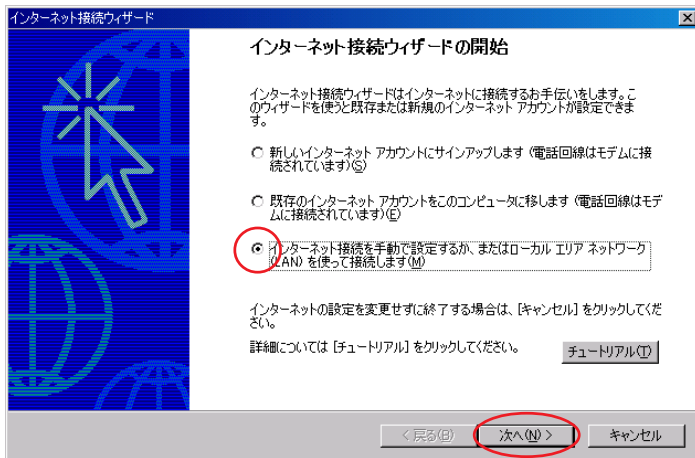 インターネット接続ウィザード
インターネット接続ウィザードの開始
インターネット接続ウィザードはインターネットに接続するお手伝いをします。こ
のウィザードを使うと既存または新規のインターネット アカウントが設定できま
す。
新しいインターネット アカウントにサインアップします (電話回線はモデムに接
続されています)(S)
既存のインターネット アカウントをこのコンピュータに移します (電話回線はモデ
ムに接続されています)(E)
インターネット接続を手動で設定するか、またはローカル エリア ネットワーク
(LAN) を使って接続します(M)
インターネットの設定を変更せずに終了する場合は、[キャンセル] をクリックしてくだ
さい。
詳細については [チュートリアル] をクリックしてください。
チュートリアル(T)
< 戻る(B)
次へ(N) >
キャンセル